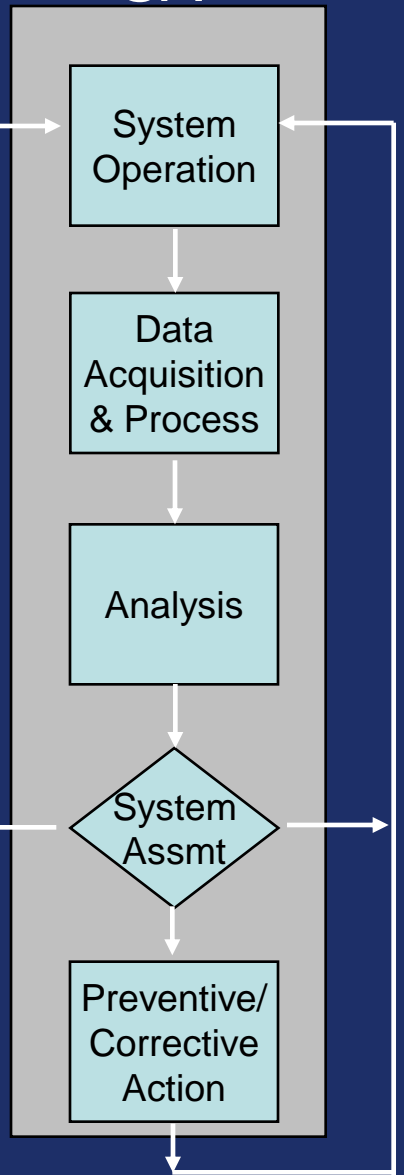 System
Operation
Data
Acquisition
& Process
Analysis
System
Assmt
Preventive/
Corrective
Action